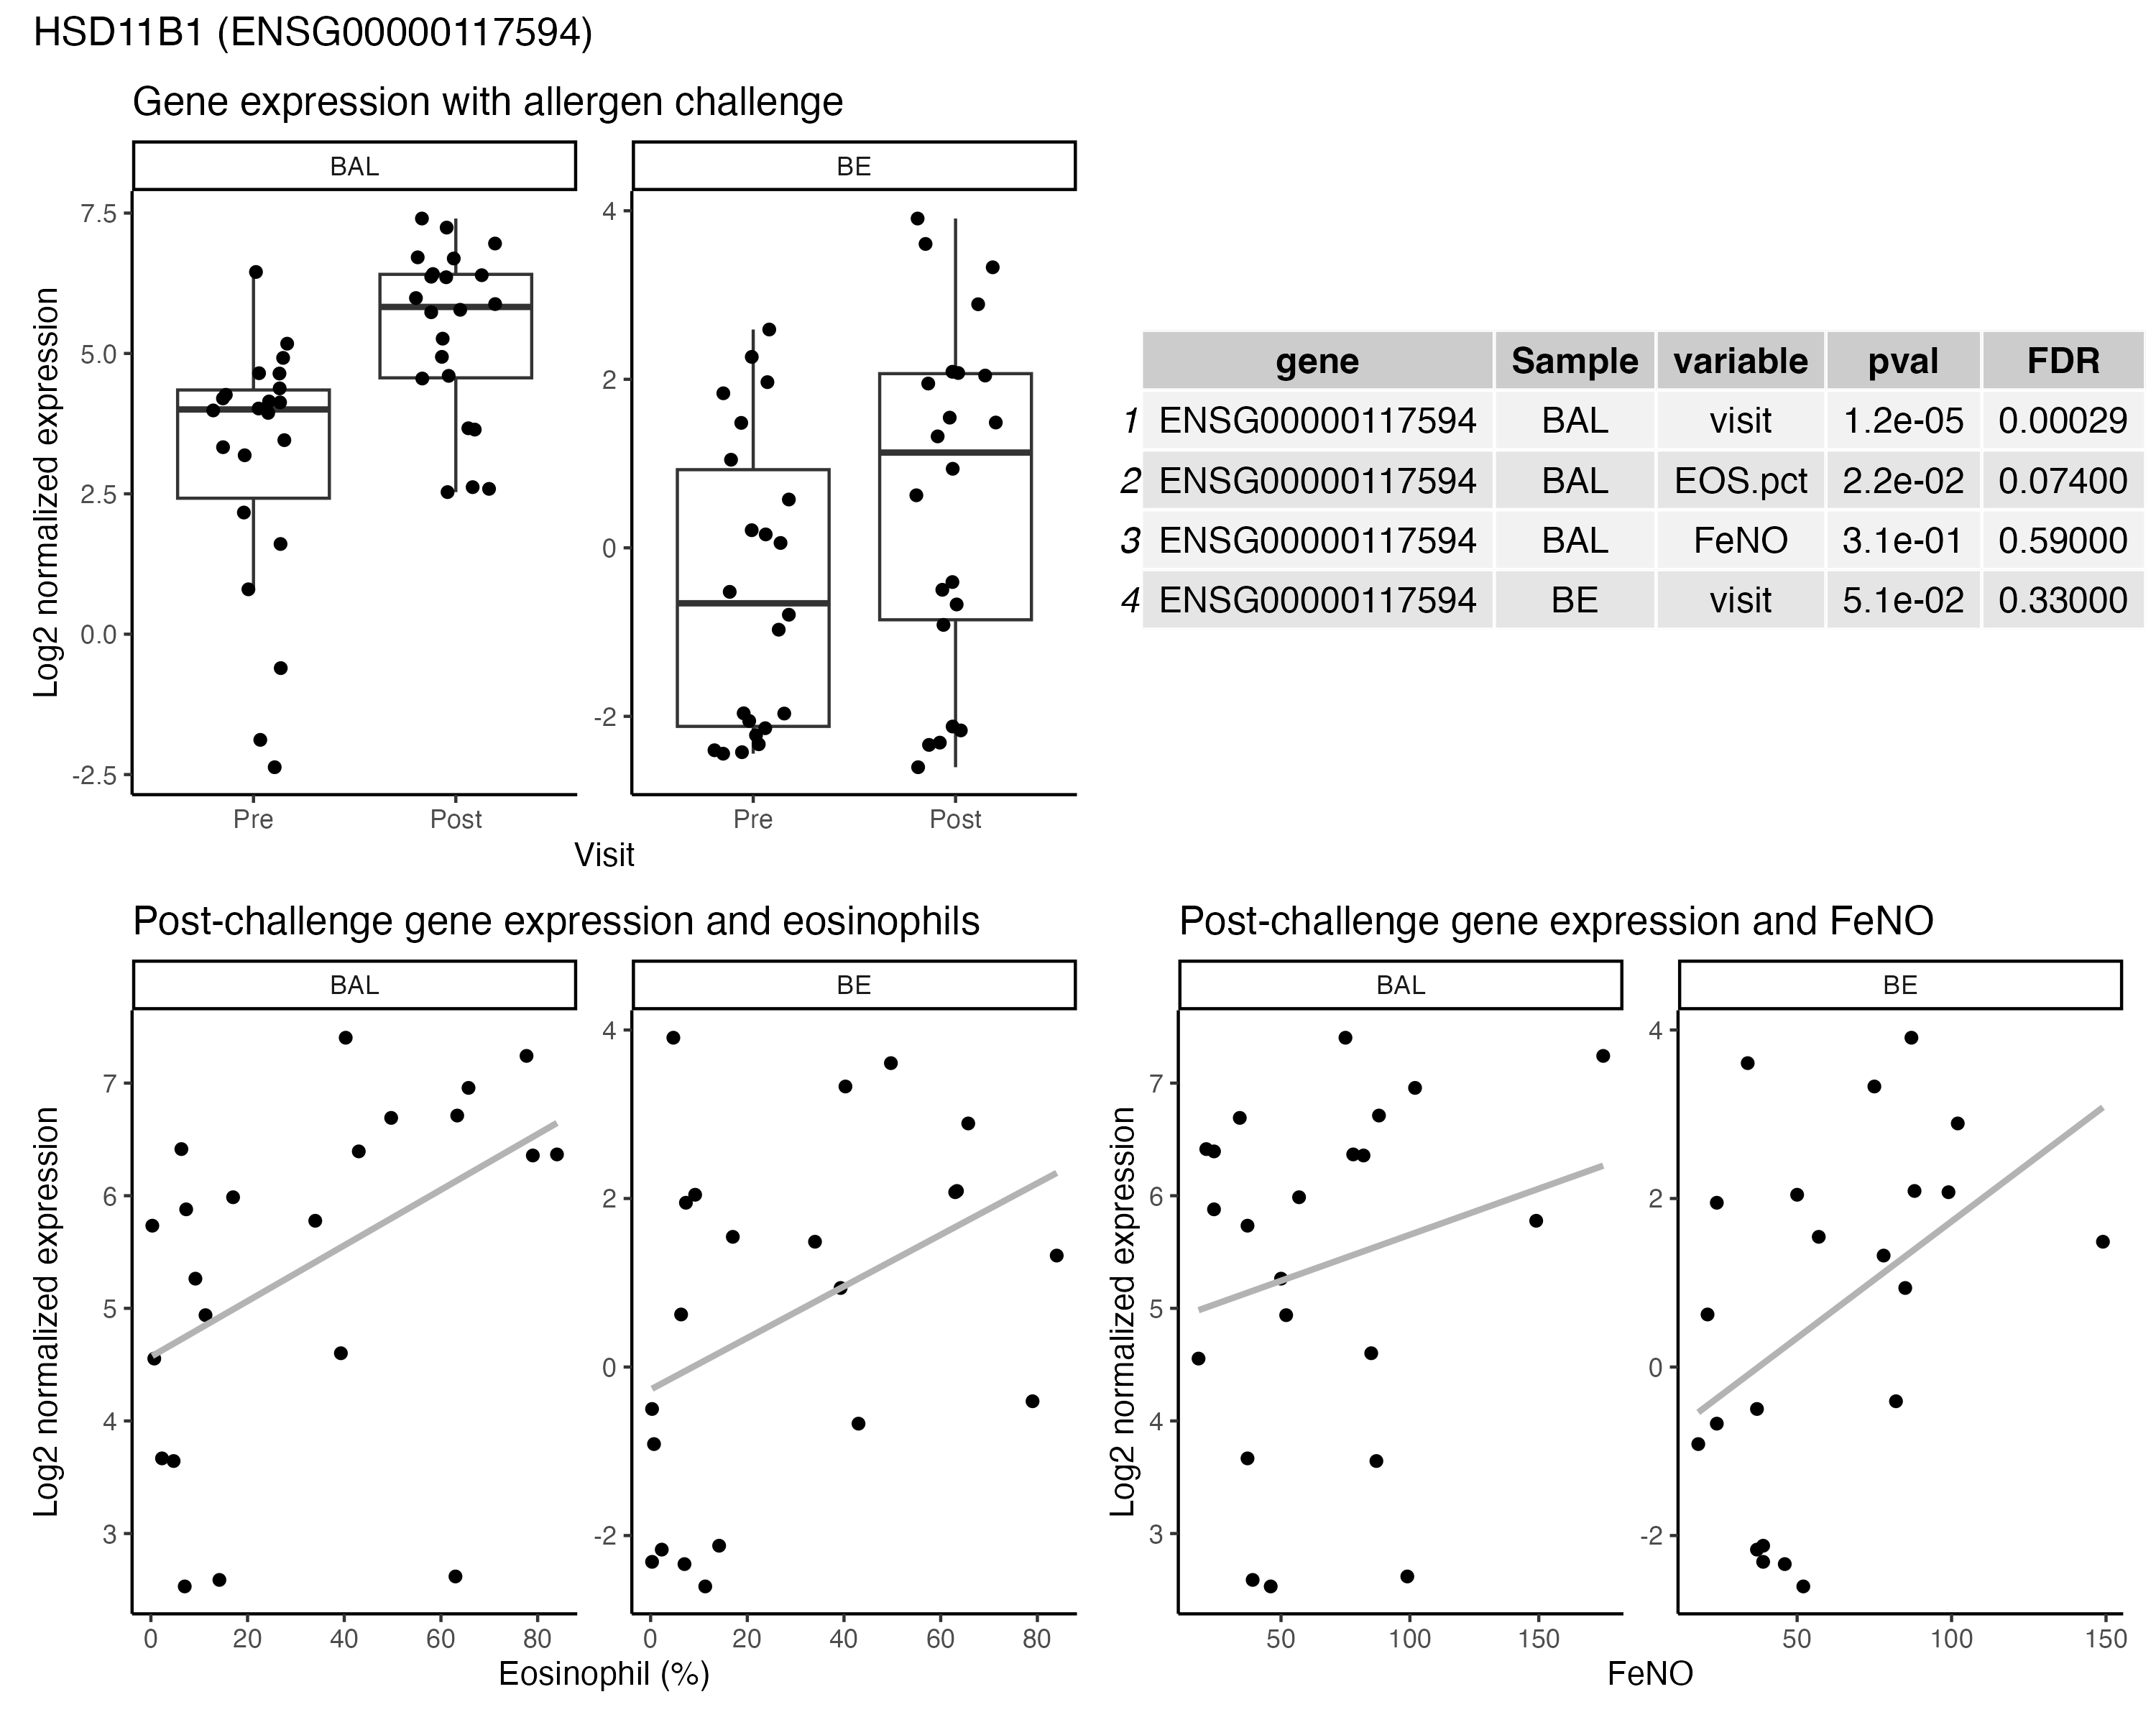 HSD11B1 (ENSG00000117594)
Gene expression with allergen challenge
BAL BE
Log2 normalized expression
7.5
5.0
2.5
0.0
-2.5
4
2
0
-2
Pre Post Pre Post
Visit
gene Sample variable pval FDR
1 ENSG00000117594 BAL visit 1.2e-05 0.00029
2 ENSG00000117594 BAL EOS.pct 2.2e-02 0.07400
3 ENSG00000117594 BAL FeNO 3.1e-01 0.59000
4 ENSG00000117594 BE visit 5.1e-02 0.33000
Post-challenge gene expression and eosinophils
BAL BE
Log2 normalized expression
7
6
5
4
3
4
2
0
-2
0 20 40 60 80 0 20 40 60 80
Eosinophil (%)
Post-challenge gene expression and FeNO
BAL BE
Log2 normalized expression
7
6
5
4
3
4
2
0
-2
50 100 150 50 100 150
FeNO